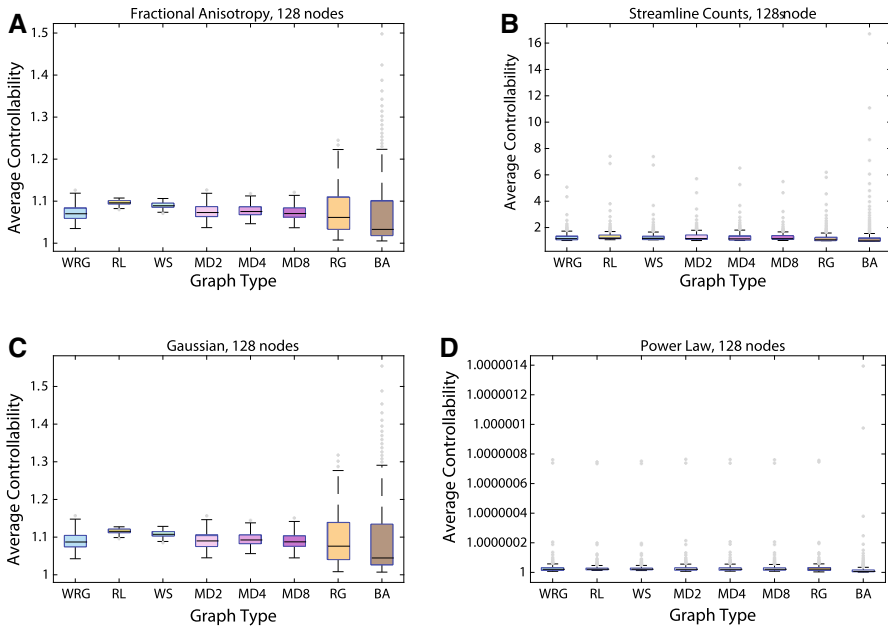 A
Fractional Anisotropy, 128 nodes
Average Controllability
1.5
1.4
1.3
1.2
1.1
1
WRG RL WS MD2 MD4 MD8 RG BA
Graph Type
B
Streamline Counts, 128snode
Average Controllability
16
14
12
10
8
6
4
2
WRG RL WS MD2 MD4 MD8 RG BA
Graph Type
C
Gaussian, 128 nodes
Average Controllability
1.5
1.4
1.3
1.2
1.1
1
WRG RL WS MD2 MD4 MD8 RG BA
Graph Type
D
Power Law, 128 nodes
Average Controllability
1.0000014
1.0000012
1.000001
1.0000008
1.0000006
1.0000004
1.0000002
1
WRG RL WS MD2 MD4 MD8 RG BA
Graph Type